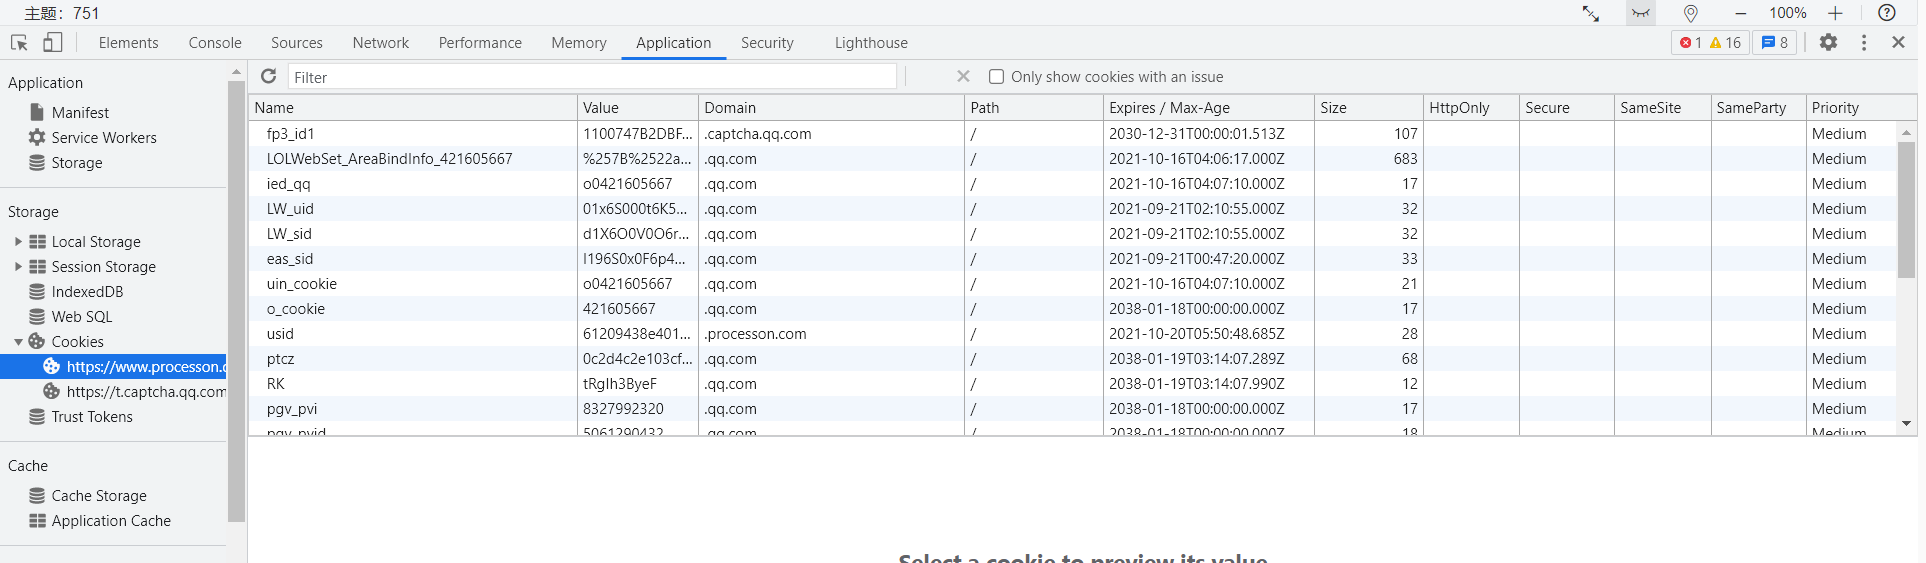 主题：751
100%
Elements Console Sources Network Performance Memory Application Security Lighthouse 1 16 8
Application
Manifest
Service Workers
Storage
Storage
Local Storage
Session Storage
IndexedDB
Web SQL
Cookies
https://www.processon.c
https://t.captcha.qq.com
Trust Tokens
Cache
Cache Storage
Application Cache
Filter Only show cookies with an issue
Name Value Domain Path Expires / Max-Age Size HttpOnly Secure SameSite SameParty Priority
fp3_id1 1100747B2DBF... .captcha.qq.com / 2030-12-31T00:00:01.513Z 107 Medium
LOLWebSet_AreaBindInfo_421605667 %257B%2522a... .qq.com / 2021-10-16T04:06:17.000Z 683 Medium
ied_qq o0421605667 .qq.com / 2021-10-16T04:07:10.000Z 17 Medium
LW_uid 01x6S000t6K5... .qq.com / 2021-09-21T02:10:55.000Z 32 Medium
LW_sid d1X6O0V0O6r... .qq.com / 2021-09-21T02:10:55.000Z 32 Medium
eas_sid I196S0x0F6p4... .qq.com / 2021-09-21T00:47:20.000Z 33 Medium
uin_cookie o0421605667 .qq.com / 2021-10-16T04:07:10.000Z 21 Medium
o_cookie 421605667 .qq.com / 2038-01-18T00:00:00.000Z 17 Medium
usid 61209438e401... .processon.com / 2021-10-20T05:50:48.685Z 28 Medium
ptcz 0c2d4c2e103cf... .qq.com / 2038-01-19T03:14:07.289Z 68 Medium
RK tRgIh3ByeF .qq.com / 2038-01-19T03:14:07.990Z 12 Medium
pgv_pvi 8327992320 .qq.com / 2038-01-18T00:00:00.000Z 17 Medium
pgv_pvid 5061290432 .qq.com / 2038-01-18T00:00:00.000Z 18 Medium
Select a cookie to preview its value